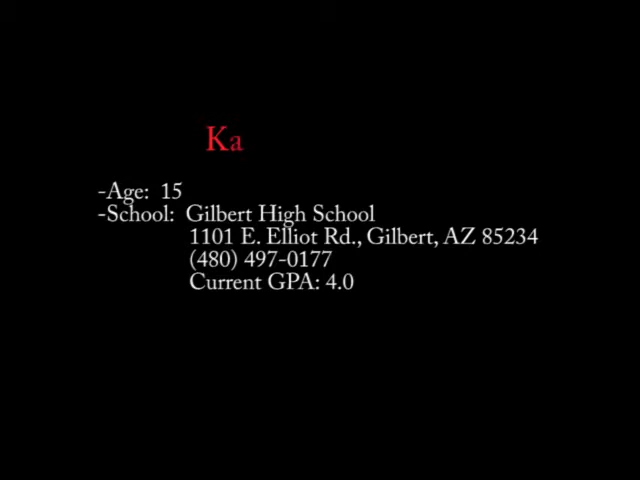 Ka
-Age: 15
-School: Gilbert High School
1101 E. Elliot Rd., Gilbert, AZ 85234
(480) 497-0177
Current GPA: 4.0